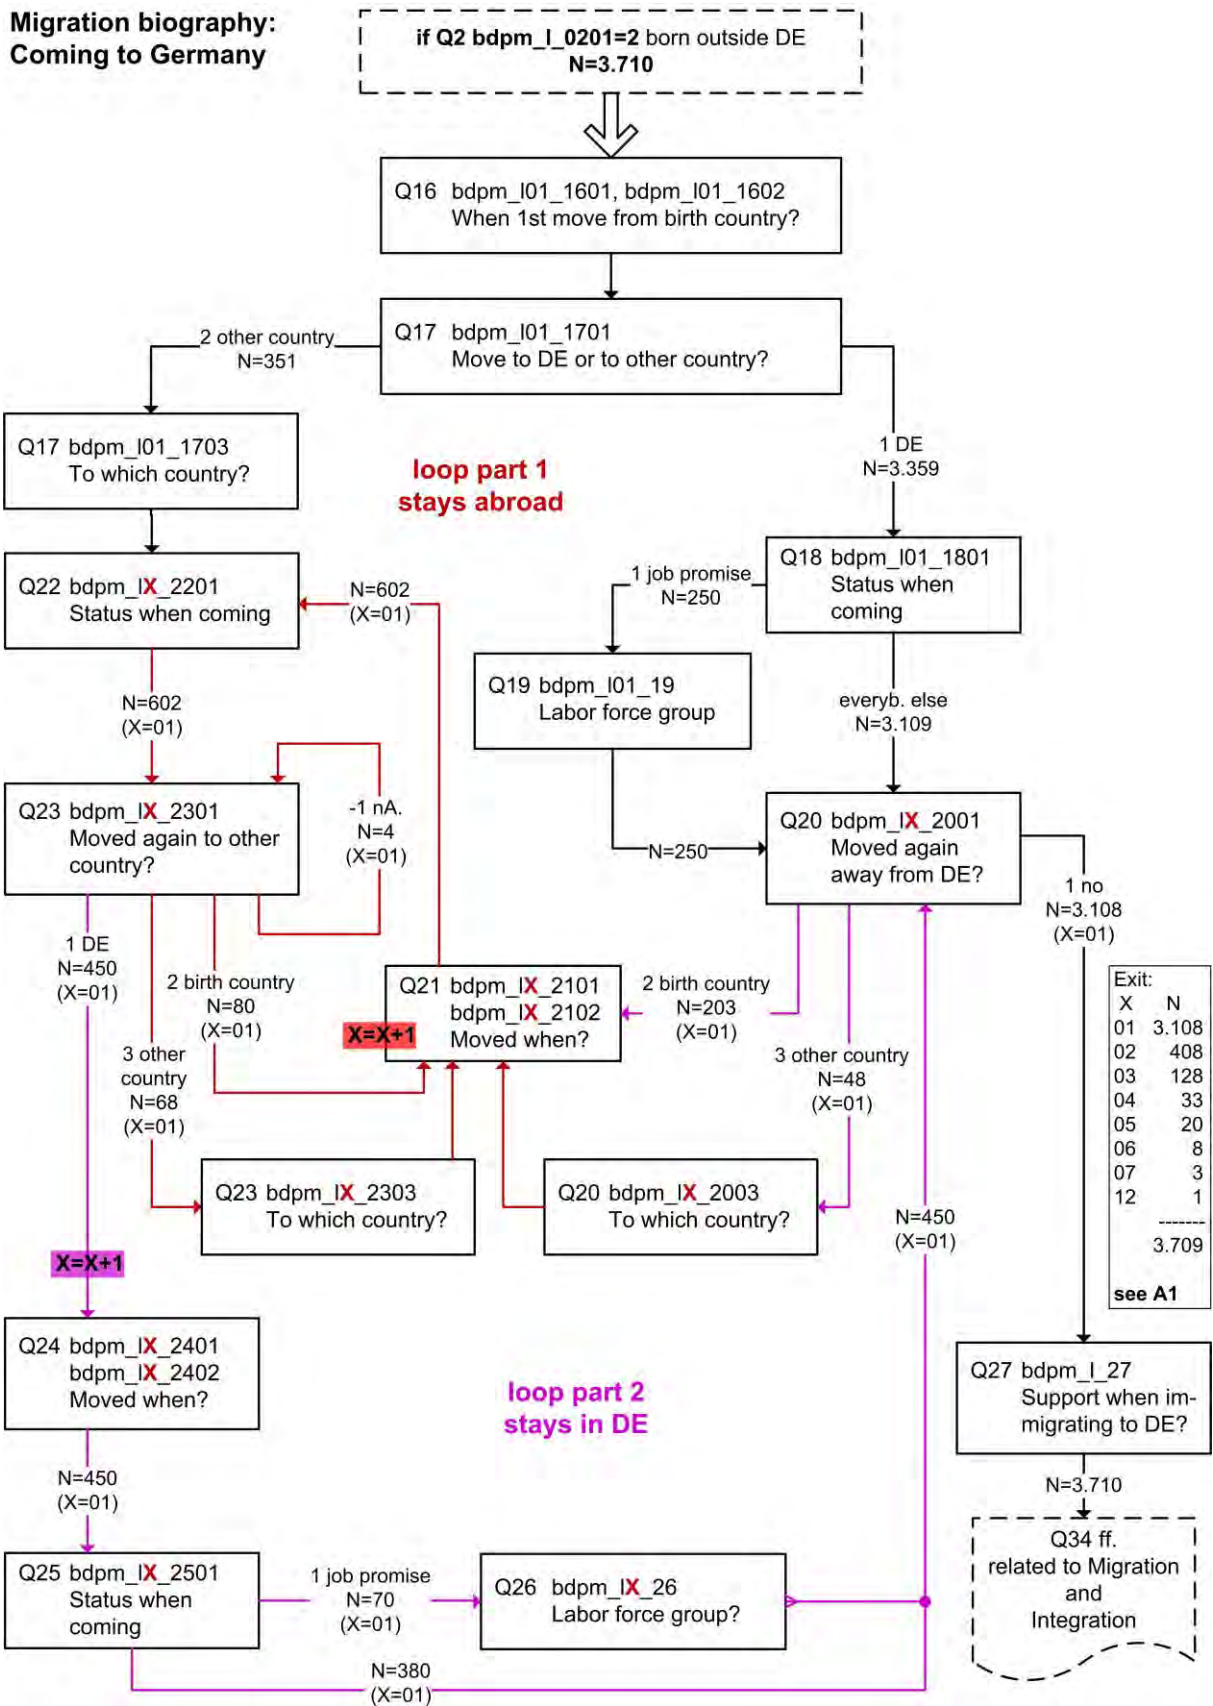 Migration biography:
Coming to Germany
if Q2 bdpm_I_0201=2 born outside DE
N=3.710
Q16 bdpm_l01_1601, bdpm_l01_1602
When 1st move from birth country?
Q17 bdpm_l01_1701
Move to DE or to other country?
2 other country
N=351
1 DE
N=3.359
Q17 bdpm_l01_1703
To which country?
loop part 1
stays abroad
Q18 bdpm_l01_1801
Status when
coming
Q22 bdpm_lX_2201
Status when coming
N=602
(X=01)
1 job promise
N=250
Q19 bdpm_l01_19
Labor force group
everyb. else
N=3.109
N=602
(X=01)
Q23 bdpm_lX_2301
Moved again to other
country?
-1 nA.
N=4
(X=01)
N=250
Q20 bdpm_lX_2001
Moved again
away from DE?
1 no
N=3.108
(X=01)
1 DE
N=450
(X=01)
2 birth country
N=80
(X=01)
3 other
country
N=68
(X=01)
Q21 bdpm_lX_2101
bdpm_lX_2102
Moved when?
X=X+1
2 birth country
N=203
(X=01)
3 other country
N=48
(X=01)
Exit:
X N
01 3.108
02 408
03 128
04 33
05 20
06 8
07 3
12 1
-------
3.709
see A1
Q23 bdpm_lX_2303
To which country?
Q20 bdpm_lX_2003
To which country?
N=450
(X=01)
X=X+1
Q24 bdpm_lX_2401
bdpm_lX_2402
Moved when?
loop part 2
stays in DE
Q27 bdpm_l_27
Support when im-
migrating to DE?
N=450
(X=01)
N=3.710
Q25 bdpm_lX_2501
Status when
coming
1 job promise
N=70
(X=01)
Q26 bdpm_lX_26
Labor force group?
Q34 ff.
related to Migration
and
Integration
N=380
(X=01)